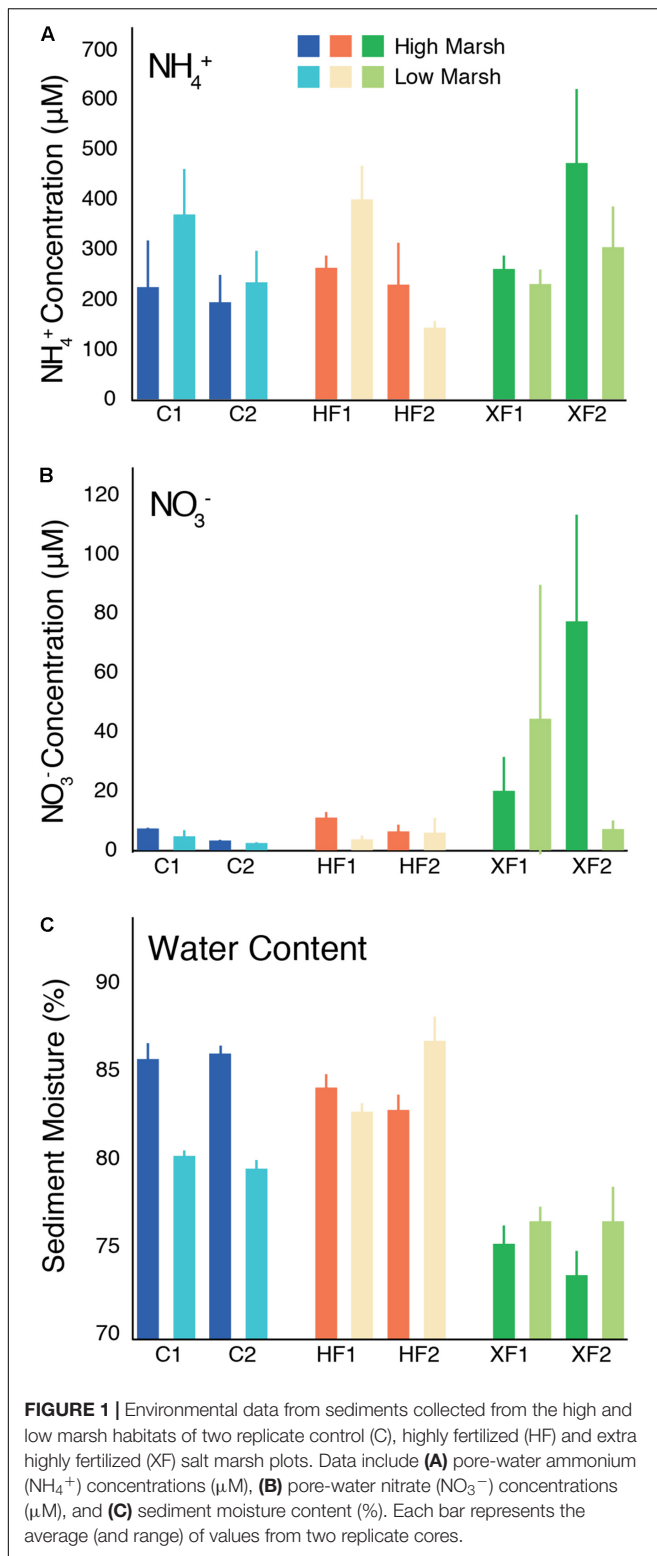 A
NH₄⁺
High Marsh
Low Marsh
NH₄⁺ Concentration (µM)
700
600
500
400
300
200
100
0
C1 C2 HF1 HF2 XF1 XF2
B
NO₃⁻
NO₃⁻ Concentration (µM)
120
100
80
60
40
20
0
C1 C2 HF1 HF2 XF1 XF2
C
Water Content
Sediment Moisture (%)
90
85
80
75
70
C1 C2 HF1 HF2 XF1 XF2
FIGURE 1 | Environmental data from sediments collected from the high and
low marsh habitats of two replicate control (C), highly fertilized (HF) and extra
highly fertilized (XF) salt marsh plots. Data include (A) pore-water ammonium
(NH₄⁺) concentrations (µM), (B) pore-water nitrate (NO₃⁻) concentrations
(µM), and (C) sediment moisture content (%). Each bar represents the
average (and range) of values from two replicate cores.